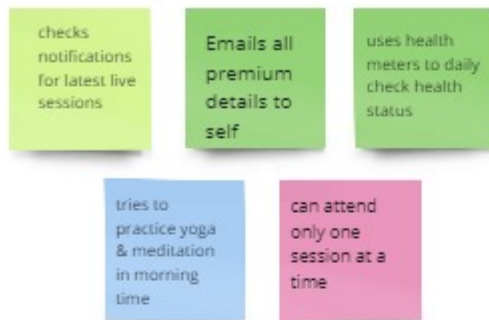 checks
notifications
for latest live
sessions
Emails all
premium
details to
self
uses health
meters to daily
check health
status
tries to
practice yoga
& meditation
in morning
time
can attend
only one
session at a
time